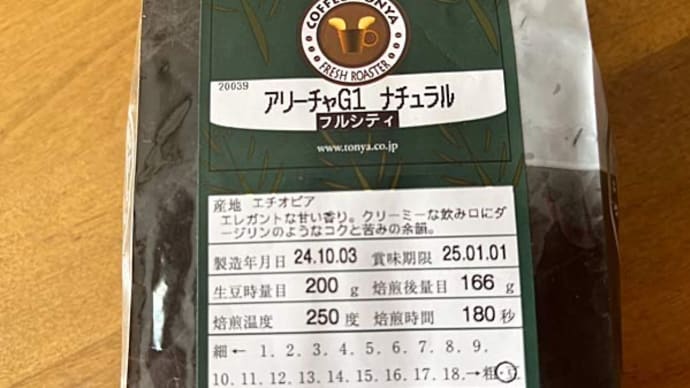 COFFEE TONYA
FRESH ROASTER
20039
アリーチャG1 ナチュラル
フルシティ
www.tonya.co.jp
産地 エチオピア
エレガントな甘い香り。クリーミーな飲み口にダ
ージリンのようなコクと苦みの余韻。
製造年月日 24.10.03 賞味期限 25.01.01
生豆時量目 200 g 焙煎後量目 166 g
焙煎温度 250 度 焙煎時間 180 秒
細← 1. 2. 3. 4. 5. 6. 7. 8. 9.
10. 11. 12. 13. 14. 15. 16. 17. 18. →粗・豆